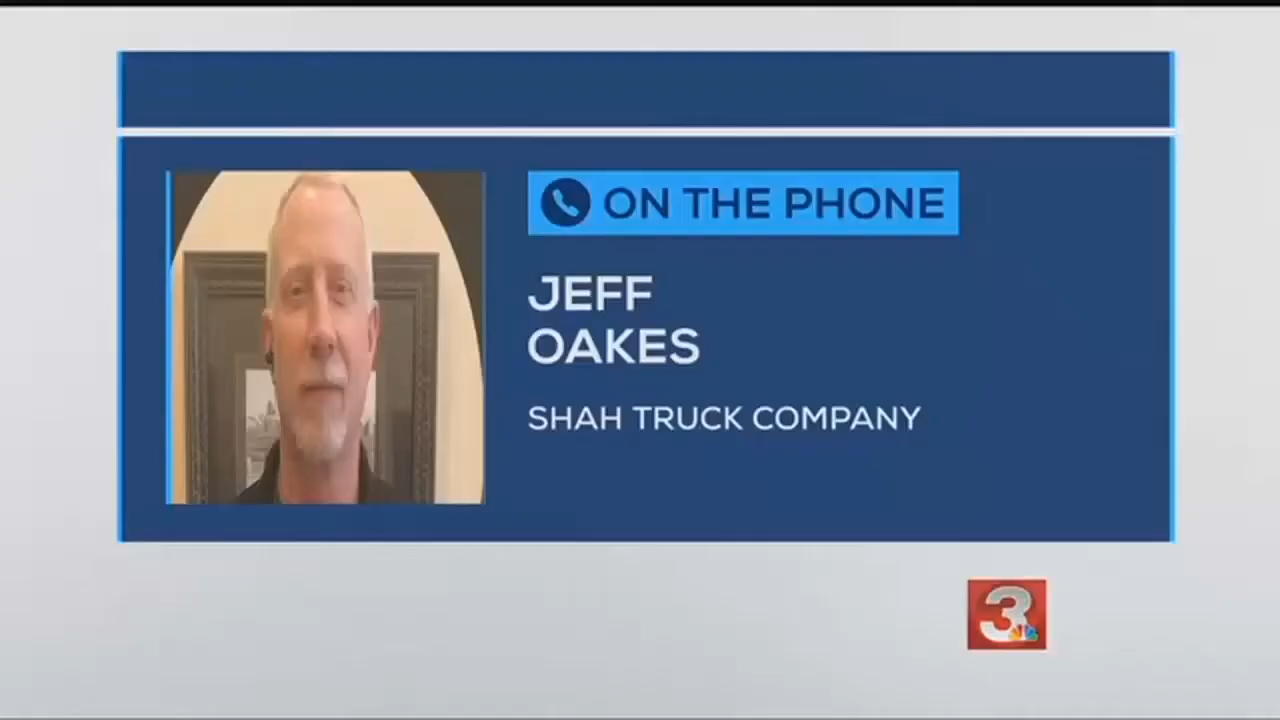 ON THE PHONE
JEFF
OAKES
SHAH TRUCK COMPANY
3